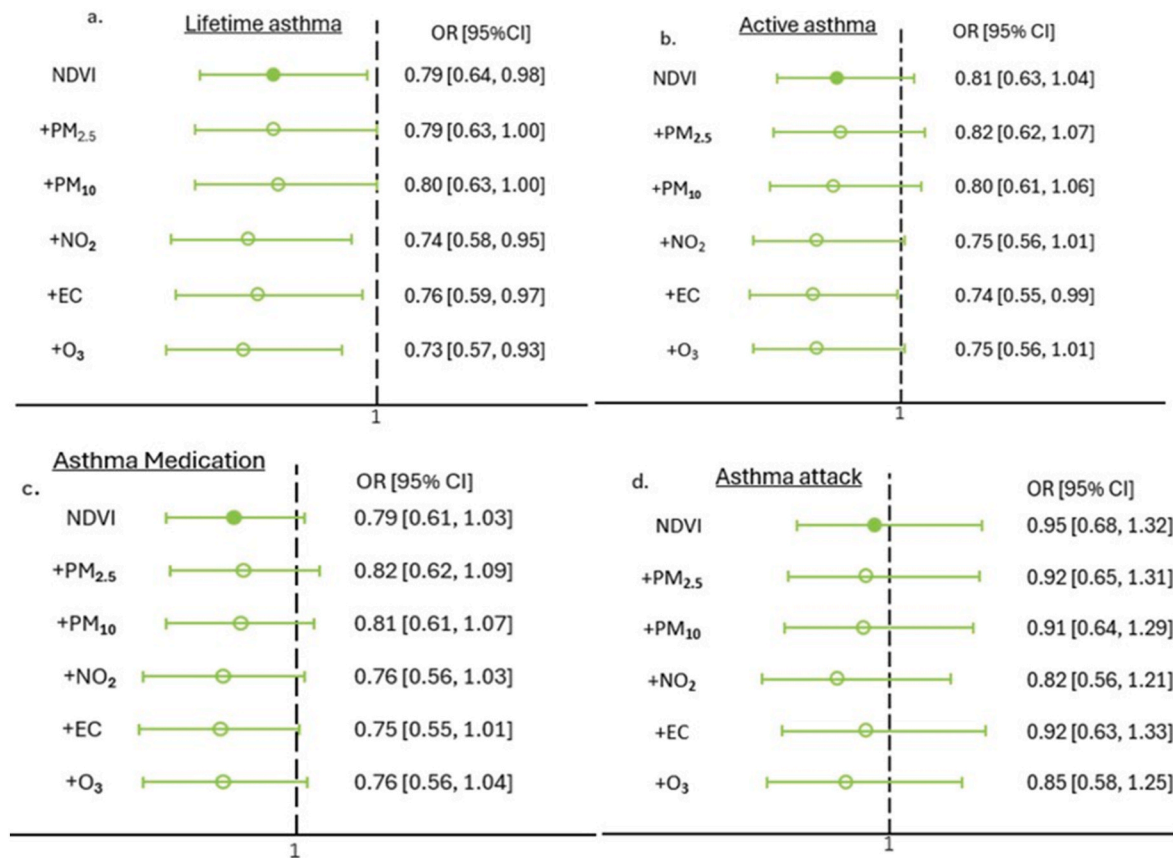 a. Lifetime asthma OR [95%CI]
NDVI 0.79 [0.64, 0.98]
+PM2.5 0.79 [0.63, 1.00]
+PM10 0.80 [0.63, 1.00]
+NO2 0.74 [0.58, 0.95]
+EC 0.76 [0.59, 0.97]
+O3 0.73 [0.57, 0.93]
1
b. Active asthma OR [95% CI]
NDVI 0.81 [0.63, 1.04]
+PM2.5 0.82 [0.62, 1.07]
+PM10 0.80 [0.61, 1.06]
+NO2 0.75 [0.56, 1.01]
+EC 0.74 [0.55, 0.99]
+O3 0.75 [0.56, 1.01]
1
Asthma Medication
c. OR [95% CI]
NDVI 0.79 [0.61, 1.03]
+PM2.5 0.82 [0.62, 1.09]
+PM10 0.81 [0.61, 1.07]
+NO2 0.76 [0.56, 1.03]
+EC 0.75 [0.55, 1.01]
+O3 0.76 [0.56, 1.04]
1
d. Asthma attack OR [95% CI]
NDVI 0.95 [0.68, 1.32]
+PM2.5 0.92 [0.65, 1.31]
+PM10 0.91 [0.64, 1.29]
+NO2 0.82 [0.56, 1.21]
+EC 0.92 [0.63, 1.33]
+O3 0.85 [0.58, 1.25]
1